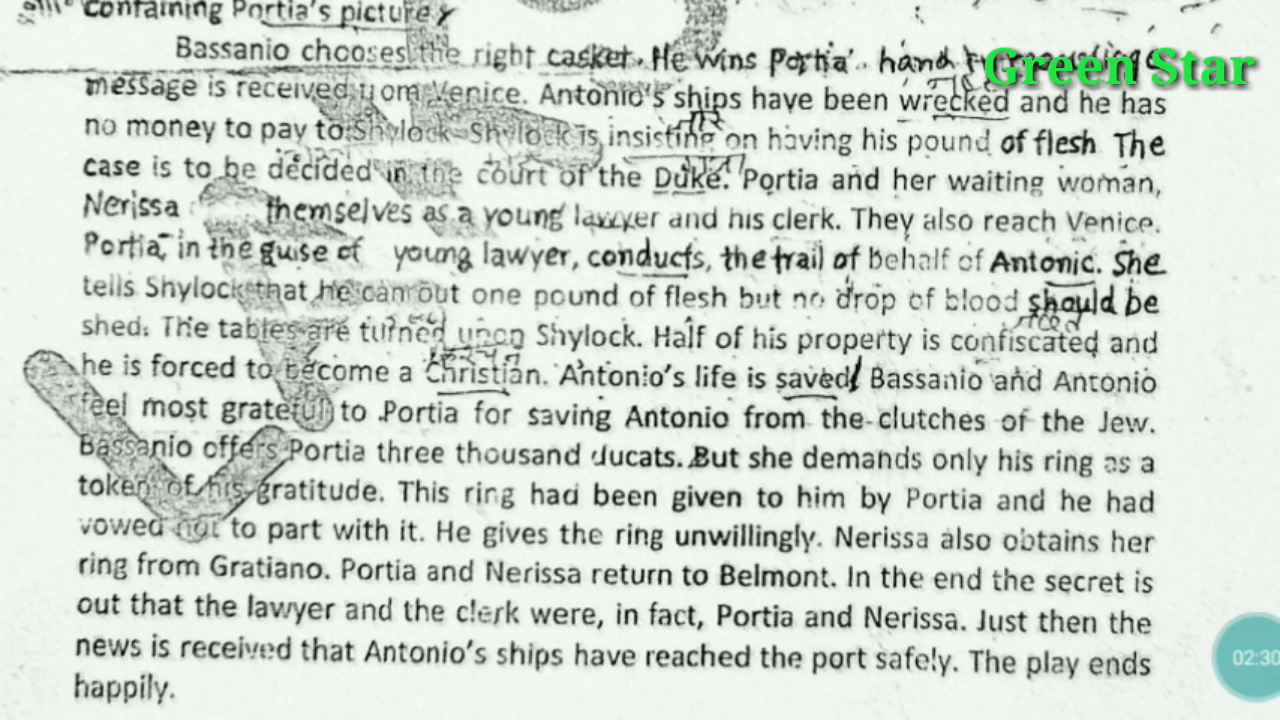 containing Portia's picture
Green Star
Bassanio chooses the right casket. He wins Portia' hand
message is received from Venice. Antonio's ships have been wrecked and he has
no money to pay to Shylock. Shylock is insisting on having his pound of flesh The
case is to be decided in the court of the Duke. Portia and her waiting woman,
Nerissa themselves as a young lawyer and his clerk. They also reach Venice.
Portia, in the guise of young lawyer, conducts, the trail of behalf of Antonic. She
tells Shylock that he can out one pound of flesh but no drop of blood should be
shed. The tables are turned upon Shylock. Half of his property is confiscated and
he is forced to become a Christian. Antonio's life is saved Bassanio and Antonio
feel most grateful to Portia for saving Antonio from the clutches of the Jew.
Bassanio offers Portia three thousand ducats. But she demands only his ring as a
token of his gratitude. This ring had been given to him by Portia and he had
vowed not to part with it. He gives the ring unwillingly. Nerissa also obtains her
ring from Gratiano. Portia and Nerissa return to Belmont. In the end the secret is
out that the lawyer and the clerk were, in fact, Portia and Nerissa. Just then the
news is received that Antonio's ships have reached the port safely. The play ends
happily.
02:30